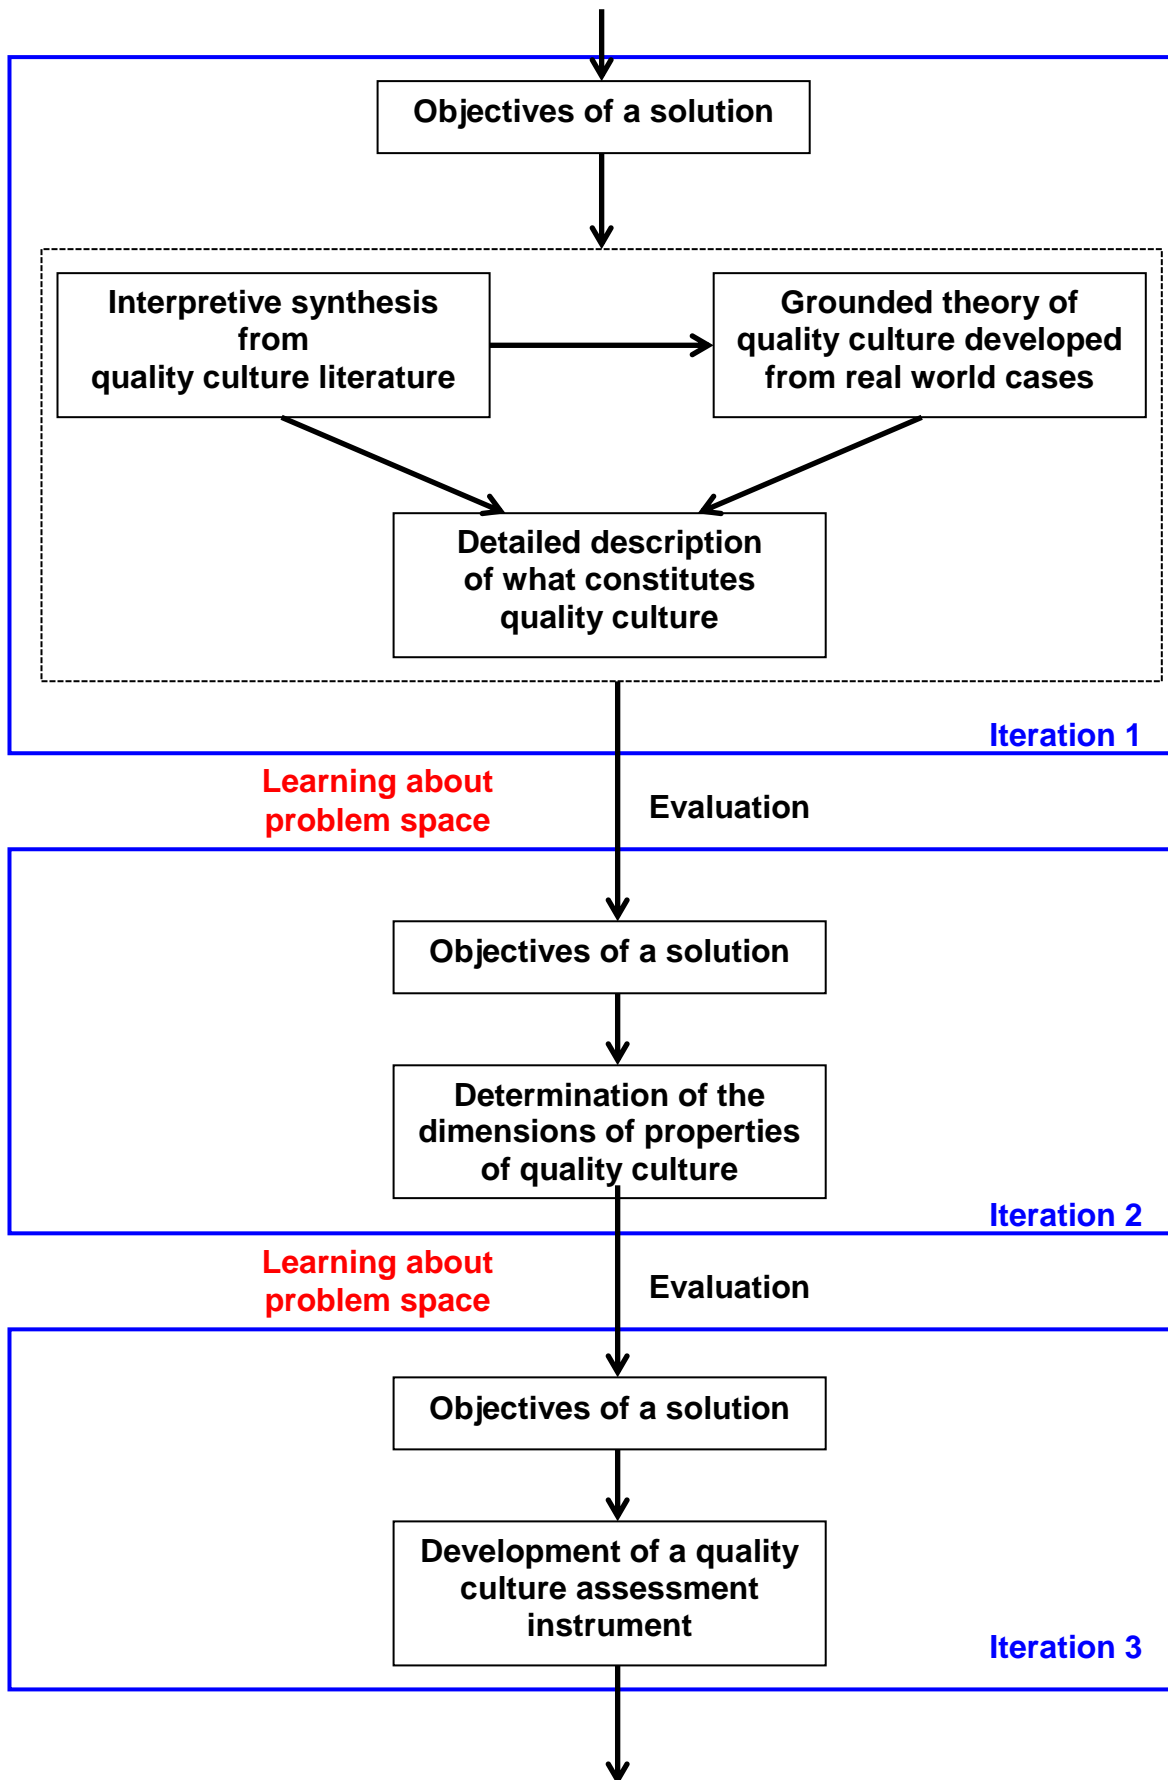 Objectives of a solution
Interpretive synthesis
from
quality culture literature
Grounded theory of
quality culture developed
from real world cases
Detailed description
of what constitutes
quality culture
Iteration 1
Learning about
problem space
Evaluation
Objectives of a solution
Determination of the
dimensions of properties
of quality culture
Iteration 2
Learning about
problem space
Evaluation
Objectives of a solution
Development of a quality
culture assessment
instrument
Iteration 3